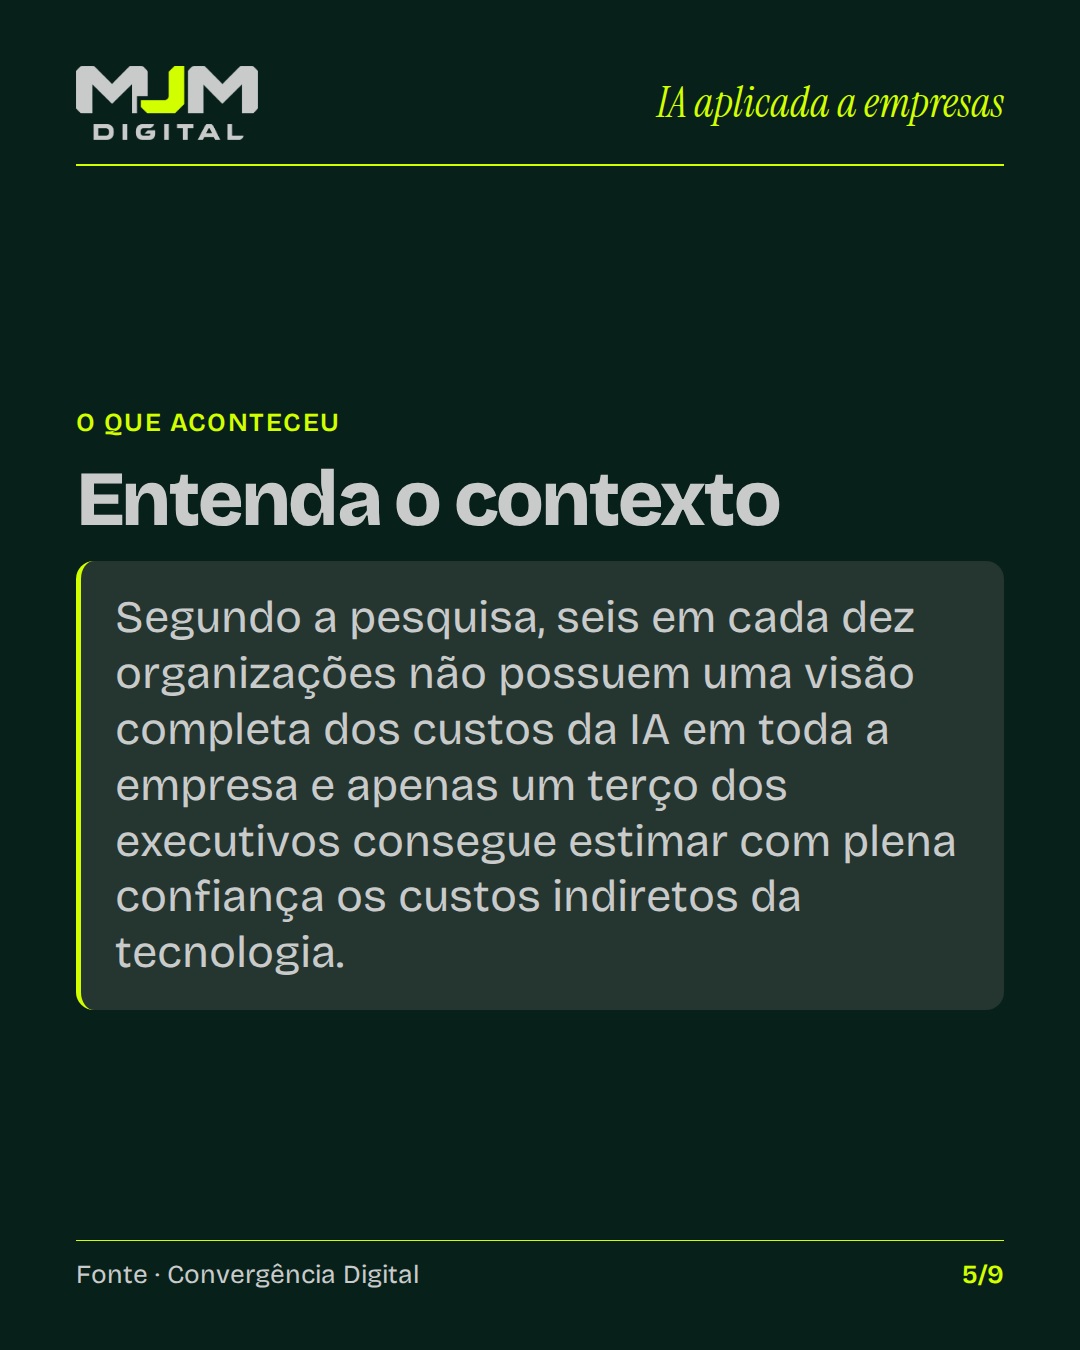 MJM
DIGITAL
IA aplicada a empresas
O QUE ACONTECEU
Entenda o contexto
Segundo a pesquisa, seis em cada dez
organizações não possuem uma visão
completa dos custos da IA em toda a
empresa e apenas um terço dos
executivos consegue estimar com plena
confiança os custos indiretos da
tecnologia.
Fonte · Convergência Digital
5/9